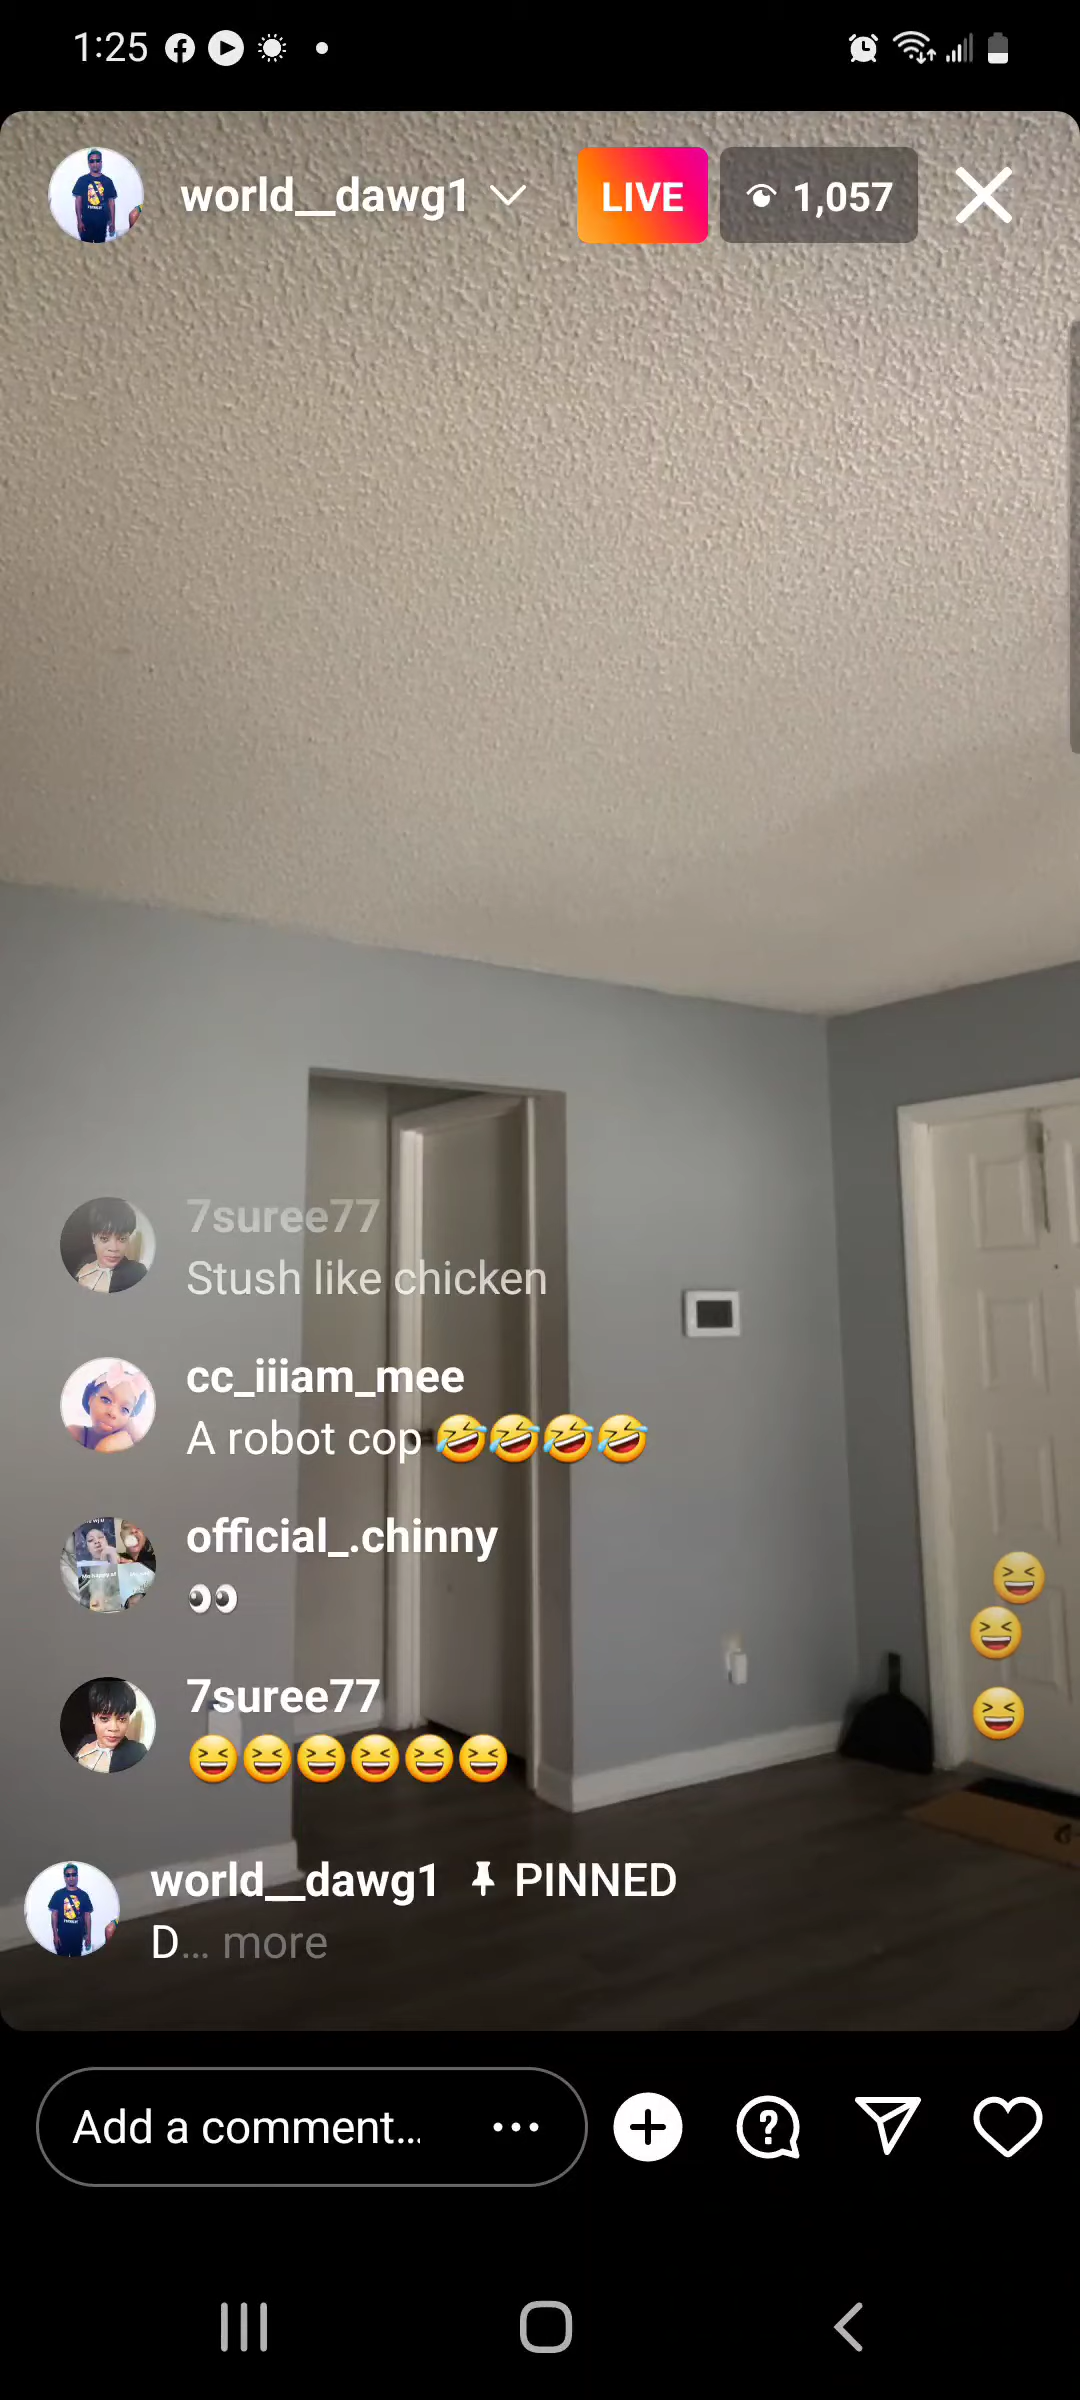 1:25
world__dawg1
LIVE
1,057
7suree77
Stush like chicken
cc_iiiam_mee
A robot cop 🤣🤣🤣🤣
official_.chinny
👀
7suree77
😆😆😆😆😆😆
world__dawg1 PINNED
D... more
Add a comment...